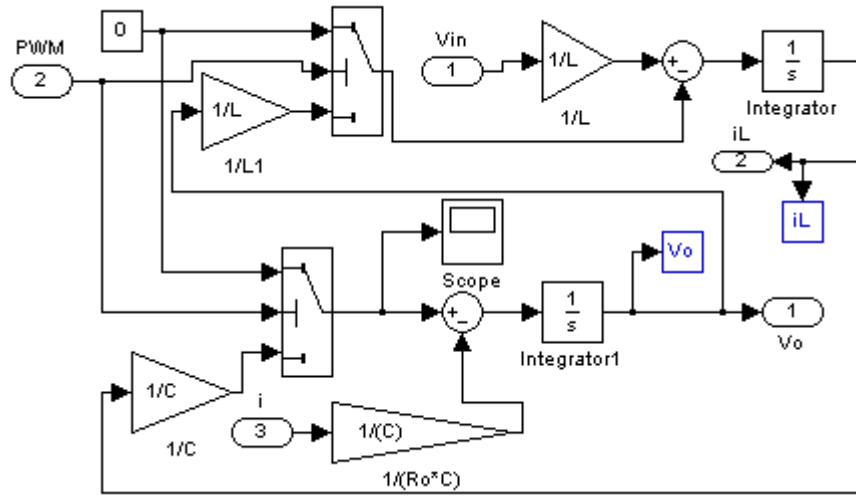 0
PWM
2
1/L
1/L1
Vin
1
1/L
1/L
+
−
1
s
Integrator
iL
2
iL
Scope
Vo
+
−
1
s
Integrator1
1
Vo
1/C
1/C
i
3
1/(C)
1/(Ro*C)